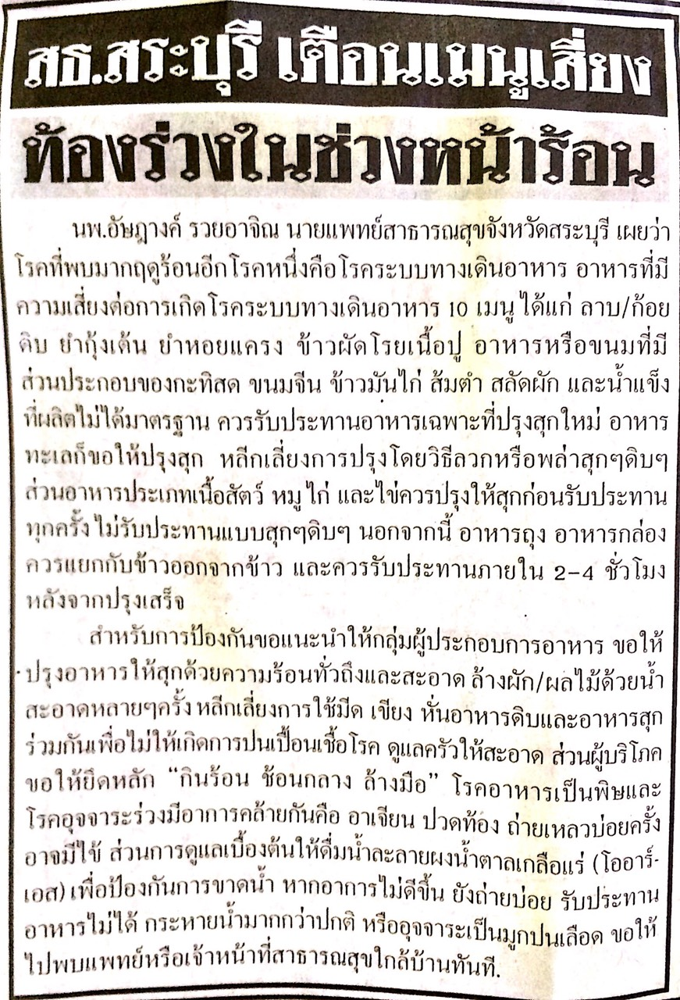 สธ.สระบุรี เตือนเมนูเสี่ยง
ท้องร่วงในช่วงหน้าร้อน
นพ.อัษฎางค์ รวยอาจิณ นายแพทย์สาธารณสุขจังหวัดสระบุรี เผยว่า
โรคที่พบมากฤดูร้อนอีกโรคหนึ่งคือโรคระบบทางเดินอาหาร อาหารที่มี
ความเสี่ยงต่อการเกิดโรคระบบทางเดินอาหาร 10 เมนู ได้แก่ ลาบ/ก้อย
ดิบ ยำกุ้งเต้น ยำหอยแครง ข้าวผัดโรยเนื้อปู อาหารหรือขนมที่มี
ส่วนประกอบของกะทิสด ขนมจีน ข้าวมันไก่ ส้มตำ สลัดผัก และน้ำแข็ง
ที่ผลิตไม่ได้มาตรฐาน ควรรับประทานอาหารเฉพาะที่ปรุงสุกใหม่ อาหาร
ทะเลก็ขอให้ปรุงสุก หลีกเลี่ยงการปรุงโดยวิธีลวกหรือพล่าสุกๆดิบๆ
ส่วนอาหารประเภทเนื้อสัตว์ หมู ไก่ และไข่ควรปรุงให้สุกก่อนรับประทาน
ทุกครั้ง ไม่รับประทานแบบสุกๆดิบๆ นอกจากนี้ อาหารถุง อาหารกล่อง
ควรแยกกับข้าวออกจากข้าว และควรรับประทานภายใน 2-4 ชั่วโมง
หลังจากปรุงเสร็จ
สำหรับการป้องกันขอแนะนำให้กลุ่มผู้ประกอบการอาหาร ขอให้
ปรุงอาหารให้สุกด้วยความร้อนทั่วถึงและสะอาด ล้างผัก/ผลไม้ด้วยน้ำ
สะอาดหลายๆครั้ง หลีกเลี่ยงการใช้มีด เขียง หั่นอาหารดิบและอาหารสุก
ร่วมกันเพื่อไม่ให้เกิดการปนเปื้อนเชื้อโรค ดูแลครัวให้สะอาด ส่วนผู้บริโภค
ขอให้ยึดหลัก “กินร้อน ช้อนกลาง ล้างมือ” โรคอาหารเป็นพิษและ
โรคอุจจาระร่วงมีอาการคล้ายกันคือ อาเจียน ปวดท้อง ถ่ายเหลวบ่อยครั้ง
อาจมีไข้ ส่วนการดูแลเบื้องต้นให้ดื่มน้ำละลายผงน้ำตาลเกลือแร่ (โออาร์-
เอส) เพื่อป้องกันการขาดน้ำ หากอาการไม่ดีขึ้น ยังถ่ายบ่อย รับประทาน
อาหารไม่ได้ กระหายน้ำมากกว่าปกติ หรืออุจจาระเป็นมูกปนเลือด ขอให้
ไปพบแพทย์หรือเจ้าหน้าที่สาธารณสุขใกล้บ้านทันที.